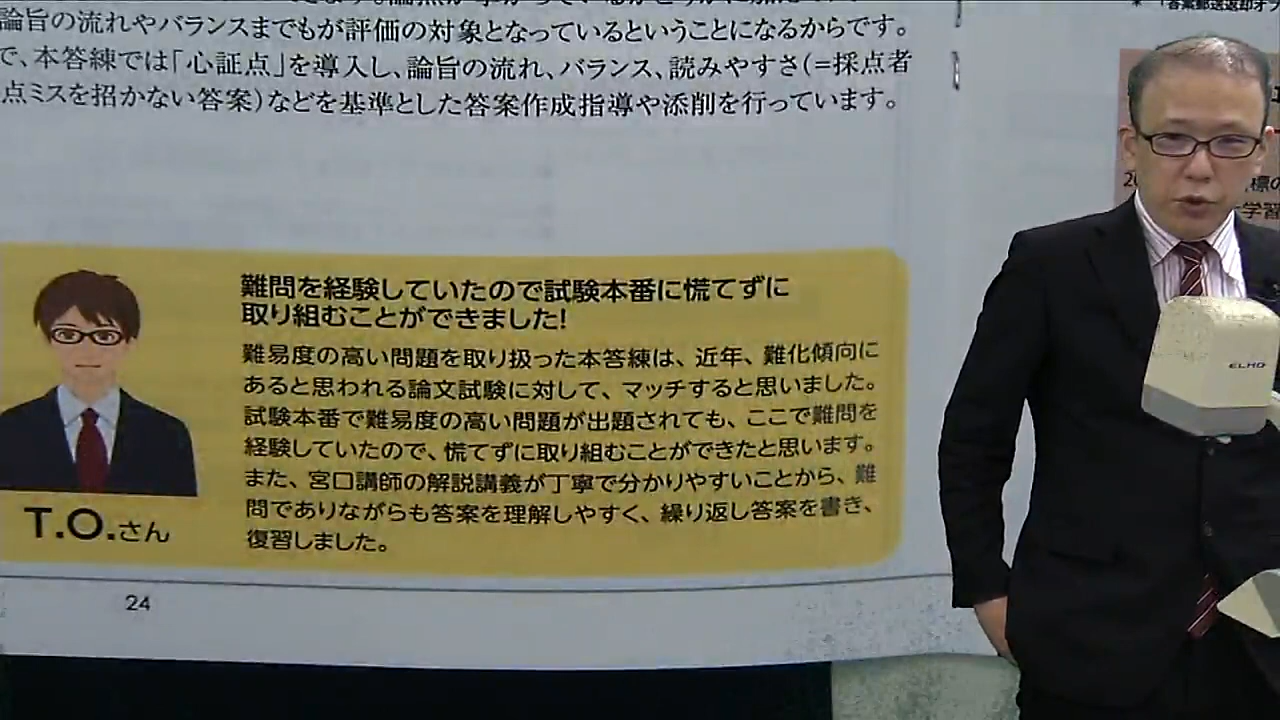 論旨の流れやバランスまでもが評価の対象となっているということになるからです。
で、本答練では「心証点」を導入し、論旨の流れ、バランス、読みやすさ(=採点者
点ミスを招かない答案)などを基準とした答案作成指導や添削を行っています。
難問を経験していたので試験本番に慌てずに
取り組むことができました!
難易度の高い問題を取り扱った本答練は、近年、難化傾向に
あると思われる論文試験に対して、マッチすると思いました。
試験本番で難易度の高い問題が出題されても、ここで難問を
経験していたので、慌てずに取り組むことができたと思います。
また、宮口講師の解説講義が丁寧で分かりやすいことから、難
問でありながらも答案を理解しやすく、繰り返し答案を書き、
復習しました。
T.O.さん
24
標の
学習
ELMO